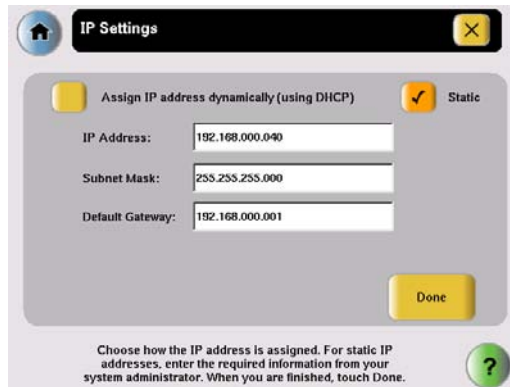 IP Settings
Assign IP address dynamically (using DHCP)
Static
IP Address:
192.168.000.040
Subnet Mask:
255.255.255.000
Default Gateway:
192.168.000.001
Done
Choose how the IP address is assigned. For static IP
addresses, enter the required information from your
system administrator. When you are finished, touch Done.
?